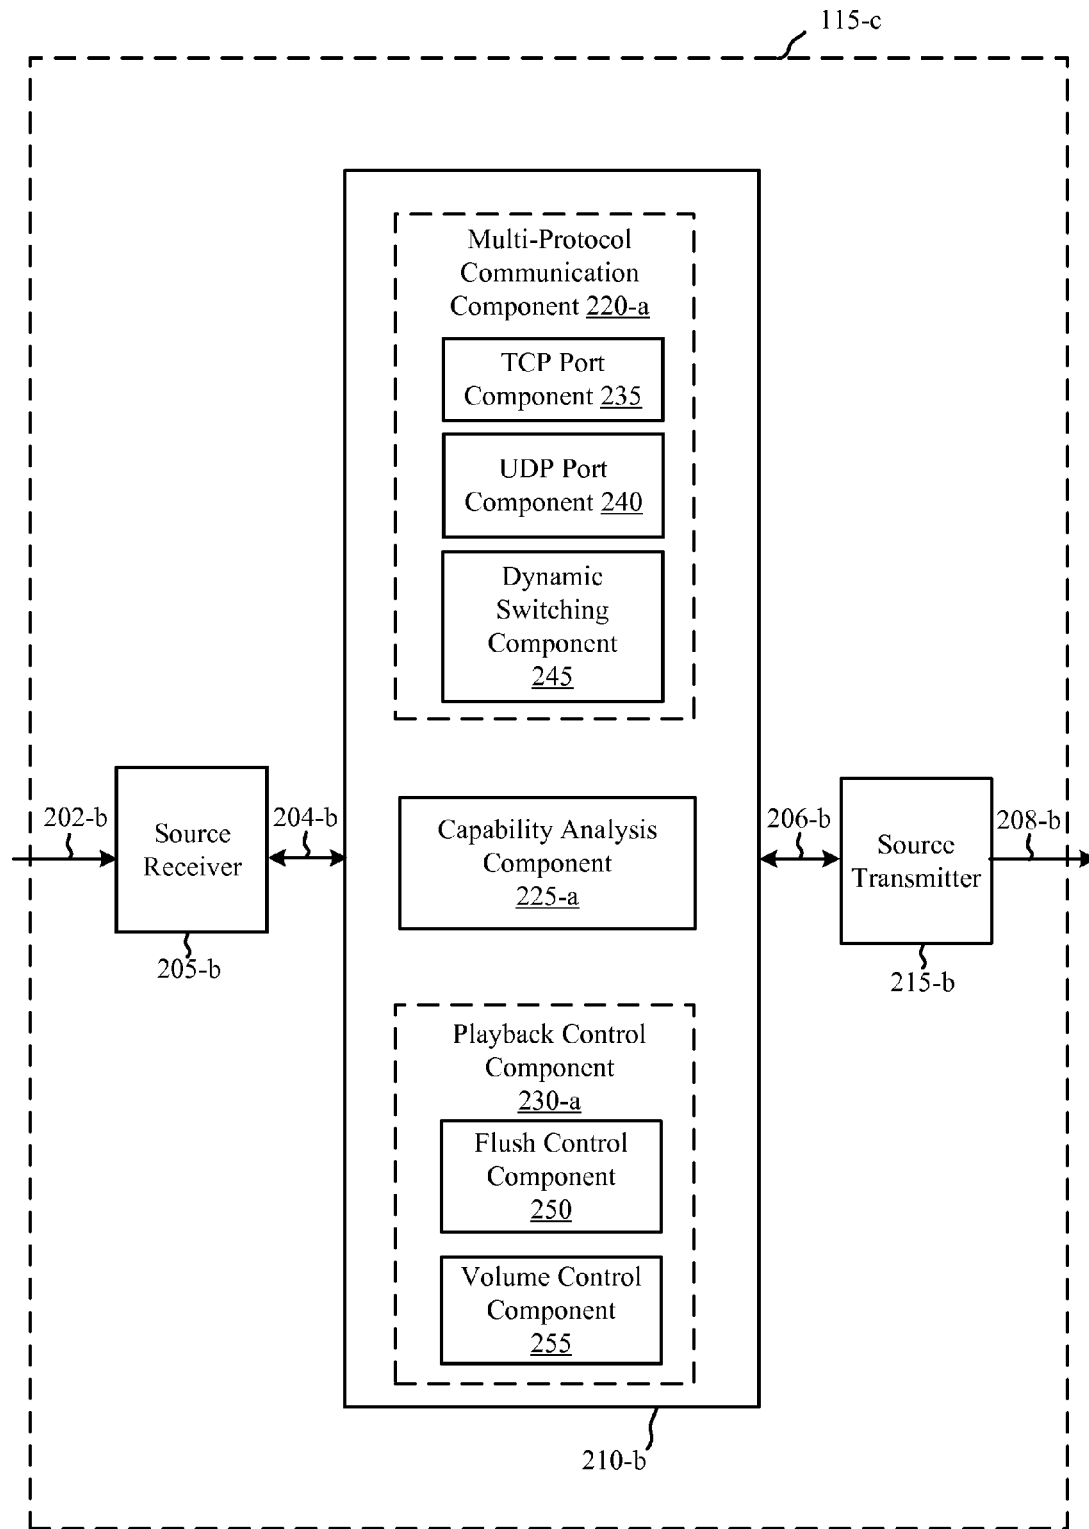 115-c
Multi-Protocol
Communication
Component 220-a
TCP Port
Component 235
UDP Port
Component 240
Dynamic
Switching
Component
245
202-b
Source
Receiver
205-b
204-b
Capability Analysis
Component
225-a
206-b
Source
Transmitter
215-b
208-b
Playback Control
Component
230-a
Flush Control
Component
250
Volume Control
Component
255
210-b